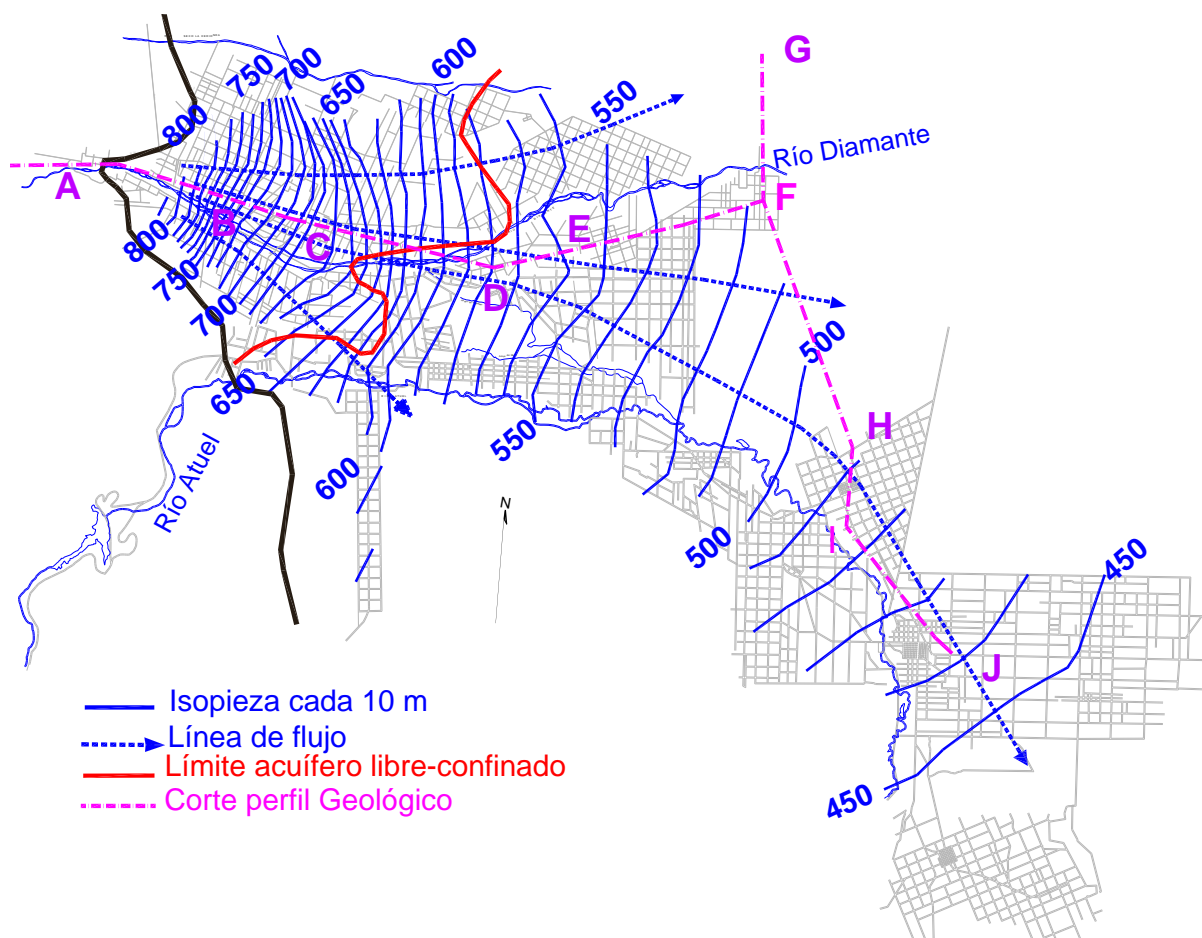 G
600
700
750
650
550
800
Río Diamante
A
F
B
E
C
800
D
750
700
500
650
H
550
Río Atuel
600
N
I
500
450
J
Isopieza cada 10 m
Línea de flujo
Límite acuífero libre-confinado
Corte perfil Geológico
450